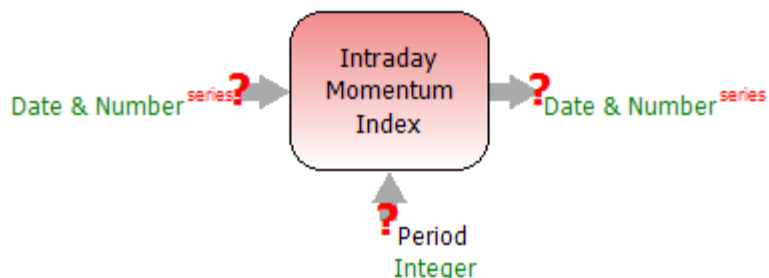 Intraday
Momentum
Index
Date & Number series ?
? Date & Number series
? Period
Integer